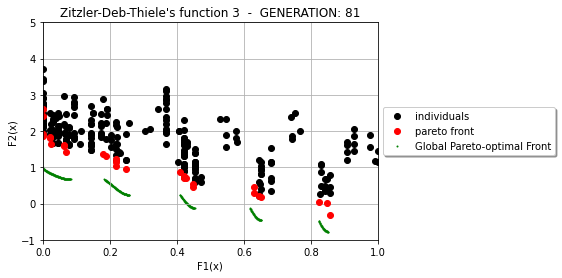 Zitzler-Deb-Thiele's function 3 - GENERATION: 81
5
4
3
2
1
0
−1
F2(x)
0.0 0.2 0.4 0.6 0.8 1.0
F1(x)
individuals
pareto front
Global Pareto-optimal Front